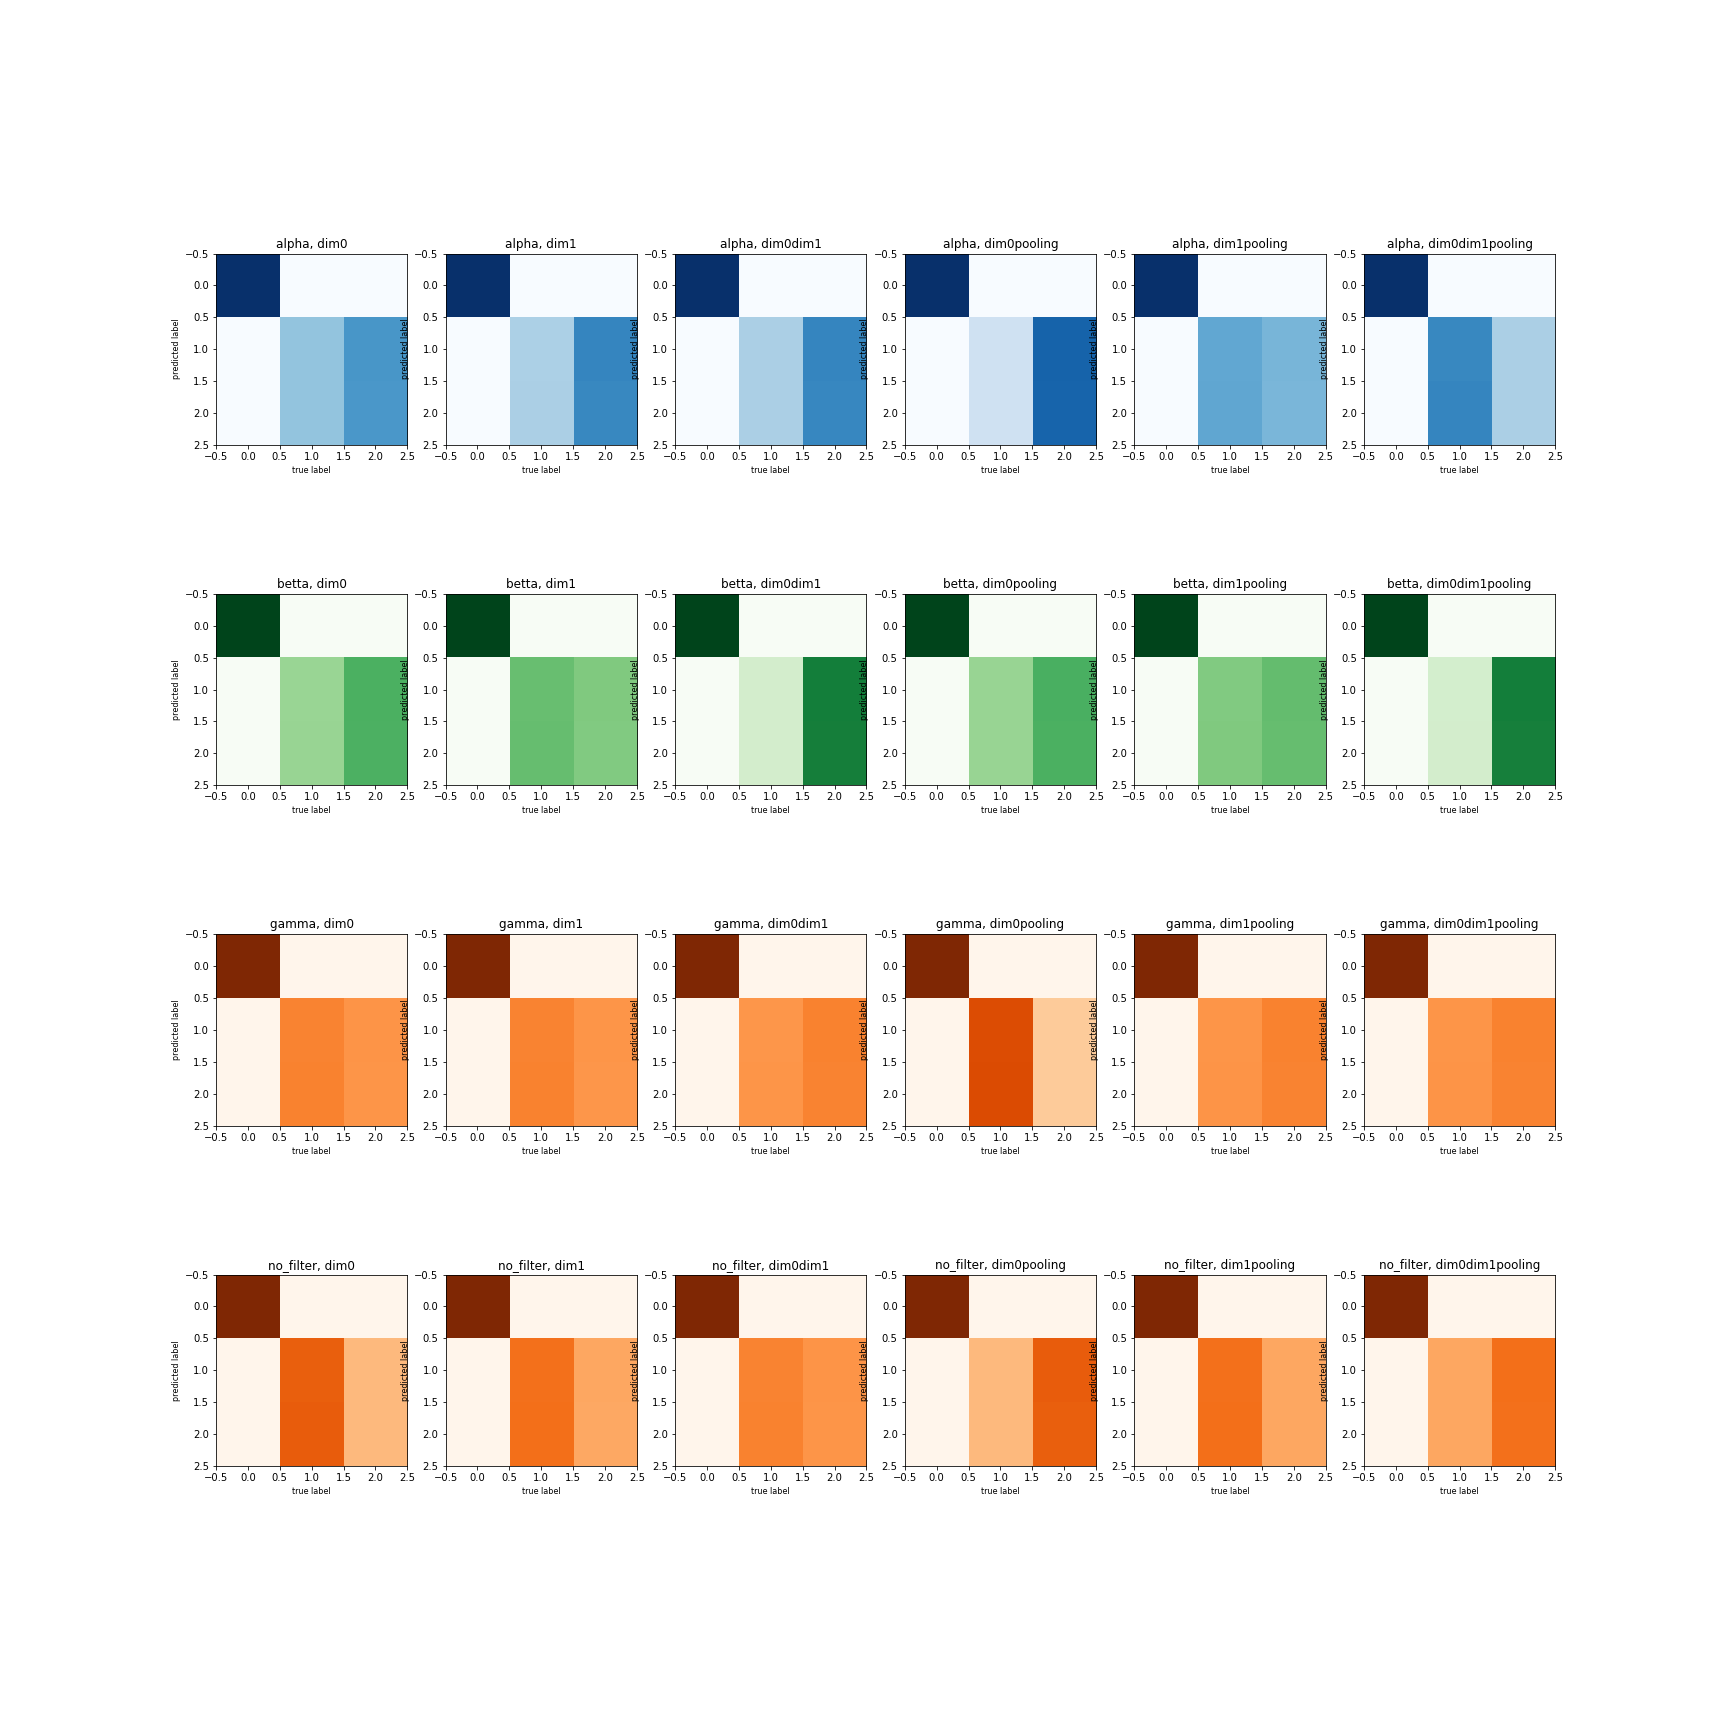 alpha, dim0 alpha, dim1 alpha, dim0dim1 alpha, dim0pooling alpha, dim1pooling alpha, dim0dim1pooling
−0.5 −0.5 −0.5 −0.5 −0.5 −0.5
0.0 0.0 0.0 0.0 0.0 0.0
0.5 0.5 0.5 0.5 0.5 0.5
predicted label predicted label predicted label predicted label predicted label predicted label
1.0 1.0 1.0 1.0 1.0 1.0
1.5 1.5 1.5 1.5 1.5 1.5
2.0 2.0 2.0 2.0 2.0 2.0
2.5 2.5 2.5 2.5 2.5 2.5
−0.5 0.0 0.5 1.0 1.5 2.0 2.5 −0.5 0.0 0.5 1.0 1.5 2.0 2.5 −0.5 0.0 0.5 1.0 1.5 2.0 2.5 −0.5 0.0 0.5 1.0 1.5 2.0 2.5 −0.5 0.0 0.5 1.0 1.5 2.0 2.5 −0.5 0.0 0.5 1.0 1.5 2.0 2.5
true label true label true label true label true label true label
betta, dim0 betta, dim1 betta, dim0dim1 betta, dim0pooling betta, dim1pooling betta, dim0dim1pooling
−0.5 −0.5 −0.5 −0.5 −0.5 −0.5
0.0 0.0 0.0 0.0 0.0 0.0
0.5 0.5 0.5 0.5 0.5 0.5
predicted label predicted label predicted label predicted label predicted label predicted label
1.0 1.0 1.0 1.0 1.0 1.0
1.5 1.5 1.5 1.5 1.5 1.5
2.0 2.0 2.0 2.0 2.0 2.0
2.5 2.5 2.5 2.5 2.5 2.5
−0.5 0.0 0.5 1.0 1.5 2.0 2.5 −0.5 0.0 0.5 1.0 1.5 2.0 2.5 −0.5 0.0 0.5 1.0 1.5 2.0 2.5 −0.5 0.0 0.5 1.0 1.5 2.0 2.5 −0.5 0.0 0.5 1.0 1.5 2.0 2.5 −0.5 0.0 0.5 1.0 1.5 2.0 2.5
true label true label true label true label true label true label
gamma, dim0 gamma, dim1 gamma, dim0dim1 gamma, dim0pooling gamma, dim1pooling gamma, dim0dim1pooling
−0.5 −0.5 −0.5 −0.5 −0.5 −0.5
0.0 0.0 0.0 0.0 0.0 0.0
0.5 0.5 0.5 0.5 0.5 0.5
predicted label predicted label predicted label predicted label predicted label predicted label
1.0 1.0 1.0 1.0 1.0 1.0
1.5 1.5 1.5 1.5 1.5 1.5
2.0 2.0 2.0 2.0 2.0 2.0
2.5 2.5 2.5 2.5 2.5 2.5
−0.5 0.0 0.5 1.0 1.5 2.0 2.5 −0.5 0.0 0.5 1.0 1.5 2.0 2.5 −0.5 0.0 0.5 1.0 1.5 2.0 2.5 −0.5 0.0 0.5 1.0 1.5 2.0 2.5 −0.5 0.0 0.5 1.0 1.5 2.0 2.5 −0.5 0.0 0.5 1.0 1.5 2.0 2.5
true label true label true label true label true label true label
no_filter, dim0 no_filter, dim1 no_filter, dim0dim1 no_filter, dim0pooling no_filter, dim1pooling no_filter, dim0dim1pooling
−0.5 −0.5 −0.5 −0.5 −0.5 −0.5
0.0 0.0 0.0 0.0 0.0 0.0
0.5 0.5 0.5 0.5 0.5 0.5
predicted label predicted label predicted label predicted label predicted label predicted label
1.0 1.0 1.0 1.0 1.0 1.0
1.5 1.5 1.5 1.5 1.5 1.5
2.0 2.0 2.0 2.0 2.0 2.0
2.5 2.5 2.5 2.5 2.5 2.5
−0.5 0.0 0.5 1.0 1.5 2.0 2.5 −0.5 0.0 0.5 1.0 1.5 2.0 2.5 −0.5 0.0 0.5 1.0 1.5 2.0 2.5 −0.5 0.0 0.5 1.0 1.5 2.0 2.5 −0.5 0.0 0.5 1.0 1.5 2.0 2.5 −0.5 0.0 0.5 1.0 1.5 2.0 2.5
true label true label true label true label true label true label